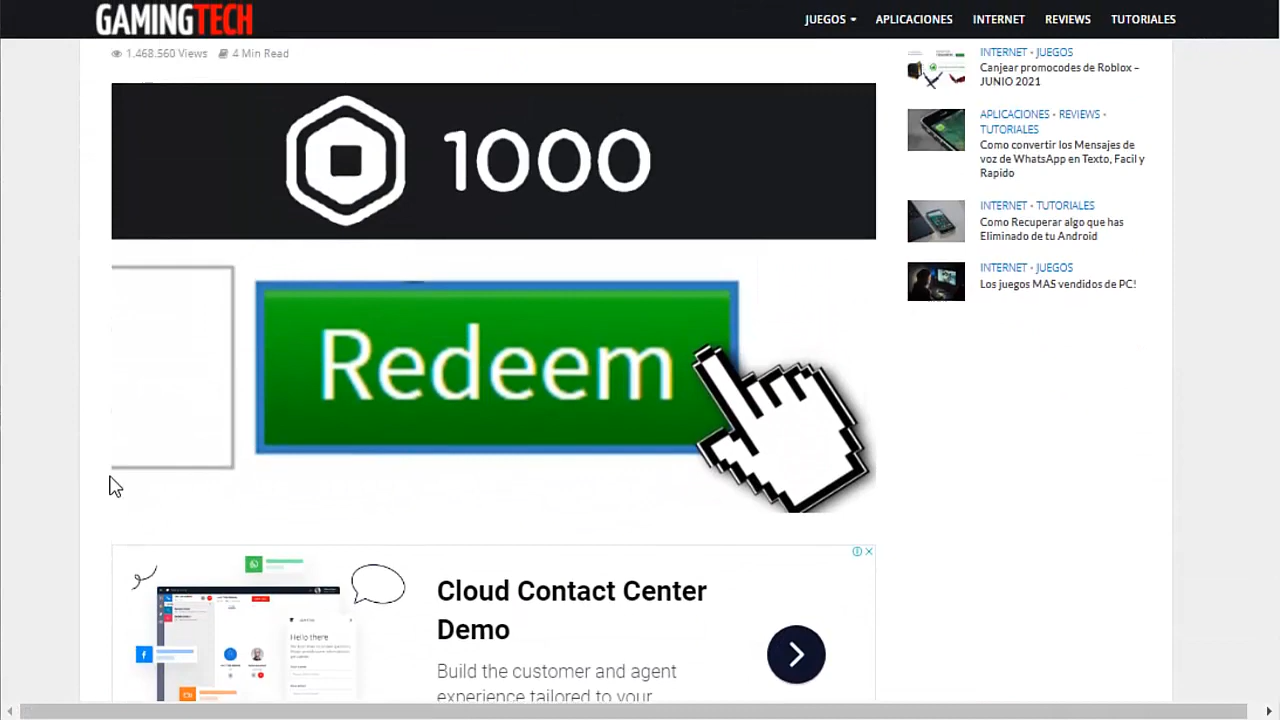 GAMINGTECH
JUEGOS
APLICACIONES
INTERNET
REVIEWS
TUTORIALES
1.468.560 Views
4 Min Read
1000
Redeem
INTERNET • JUEGOS
Canjear promocodes de Roblox –
JUNIO 2021
APLICACIONES • REVIEWS •
TUTORIALES
Como convertir los Mensajes de
voz de WhatsApp en Texto, Facil y
Rapido
INTERNET • TUTORIALES
Como Recuperar algo que has
Eliminado de tu Android
INTERNET • JUEGOS
Los juegos MAS vendidos de PC!
Hello there
Cloud Contact Center
Demo
Build the customer and agent
experience tailored to your